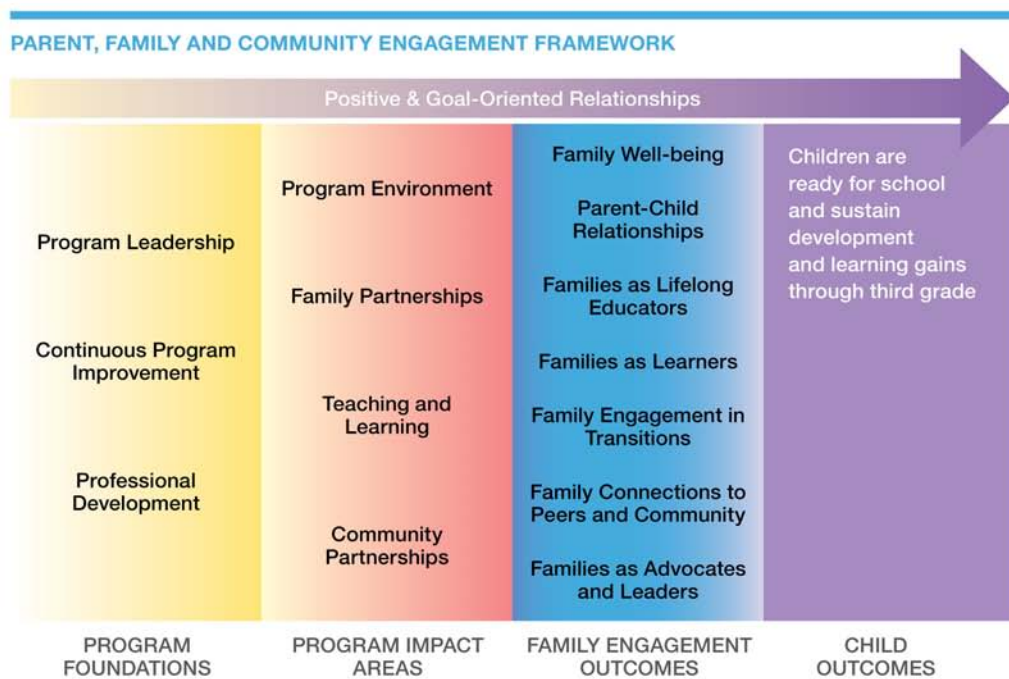 PARENT, FAMILY AND COMMUNITY ENGAGEMENT FRAMEWORK
Positive & Goal-Oriented Relationships
Program Leadership
Continuous Program
Improvement
Professional
Development
PROGRAM
FOUNDATIONS
Program Environment
Family Partnerships
Teaching and
Learning
Community
Partnerships
PROGRAM IMPACT
AREAS
Family Well-being
Parent-Child
Relationships
Families as Lifelong
Educators
Families as Learners
Family Engagement in
Transitions
Family Connections to
Peers and Community
Families as Advocates
and Leaders
FAMILY ENGAGEMENT
OUTCOMES
Children are
ready for school
and sustain
development
and learning gains
through third grade
CHILD
OUTCOMES